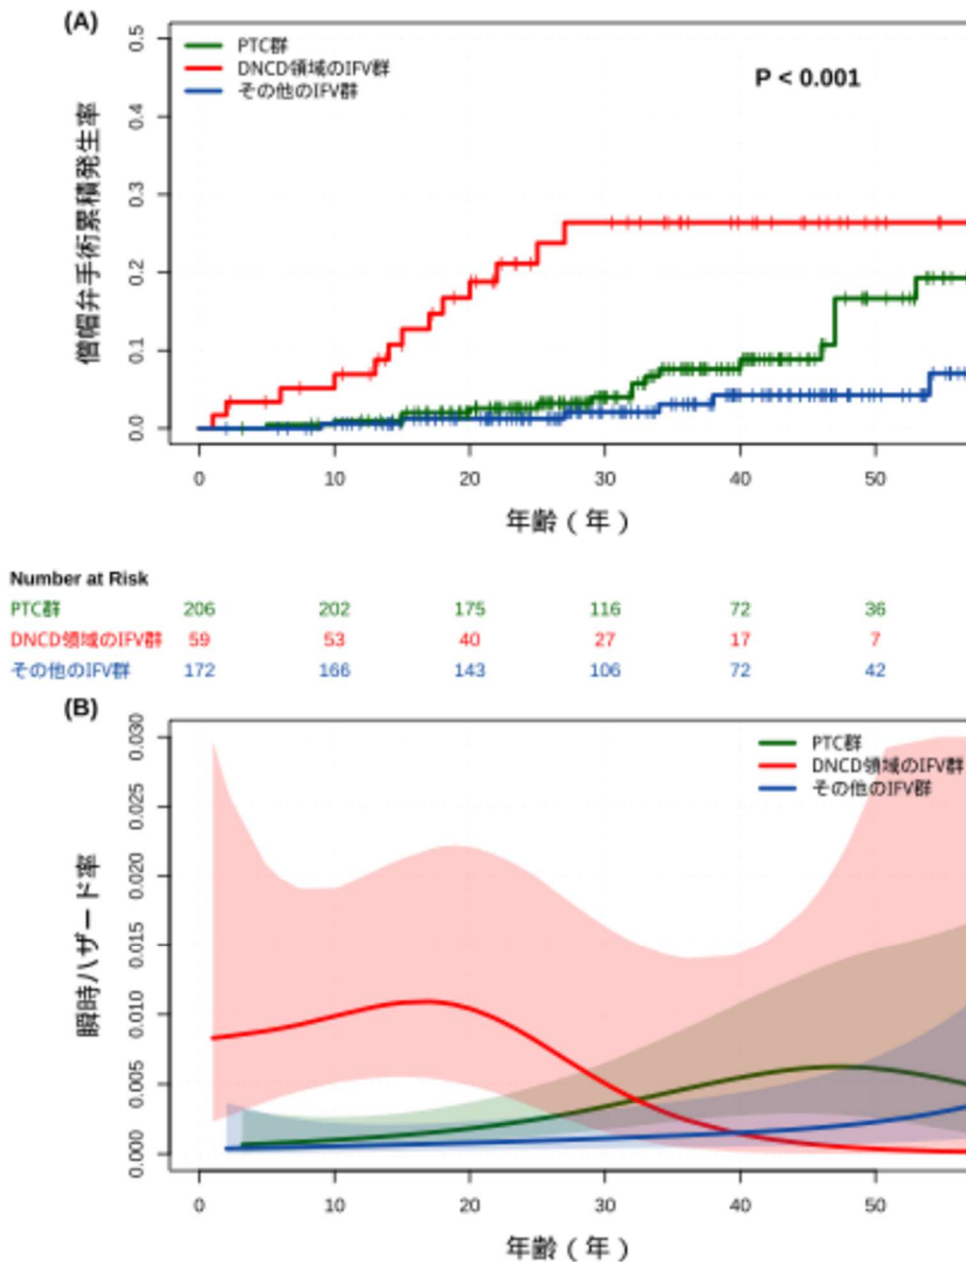 (A)
PTC群
DNCD領域のIFV群
その他のIFV群
P < 0.001
僧帽弁手術累積発生率
0.5
0.4
0.3
0.2
0.1
0.0
0 10 20 30 40 50
年齢（年）
Number at Risk
PTC群 206 202 175 116 72 36
DNCD領域のIFV群 59 53 40 27 17 7
その他のIFV群 172 166 143 106 72 42
(B)
PTC群
DNCD領域のIFV群
その他のIFV群
瞬時ハザード率
0.030
0.025
0.020
0.015
0.010
0.005
0.000
0 10 20 30 40 50
年齢（年）